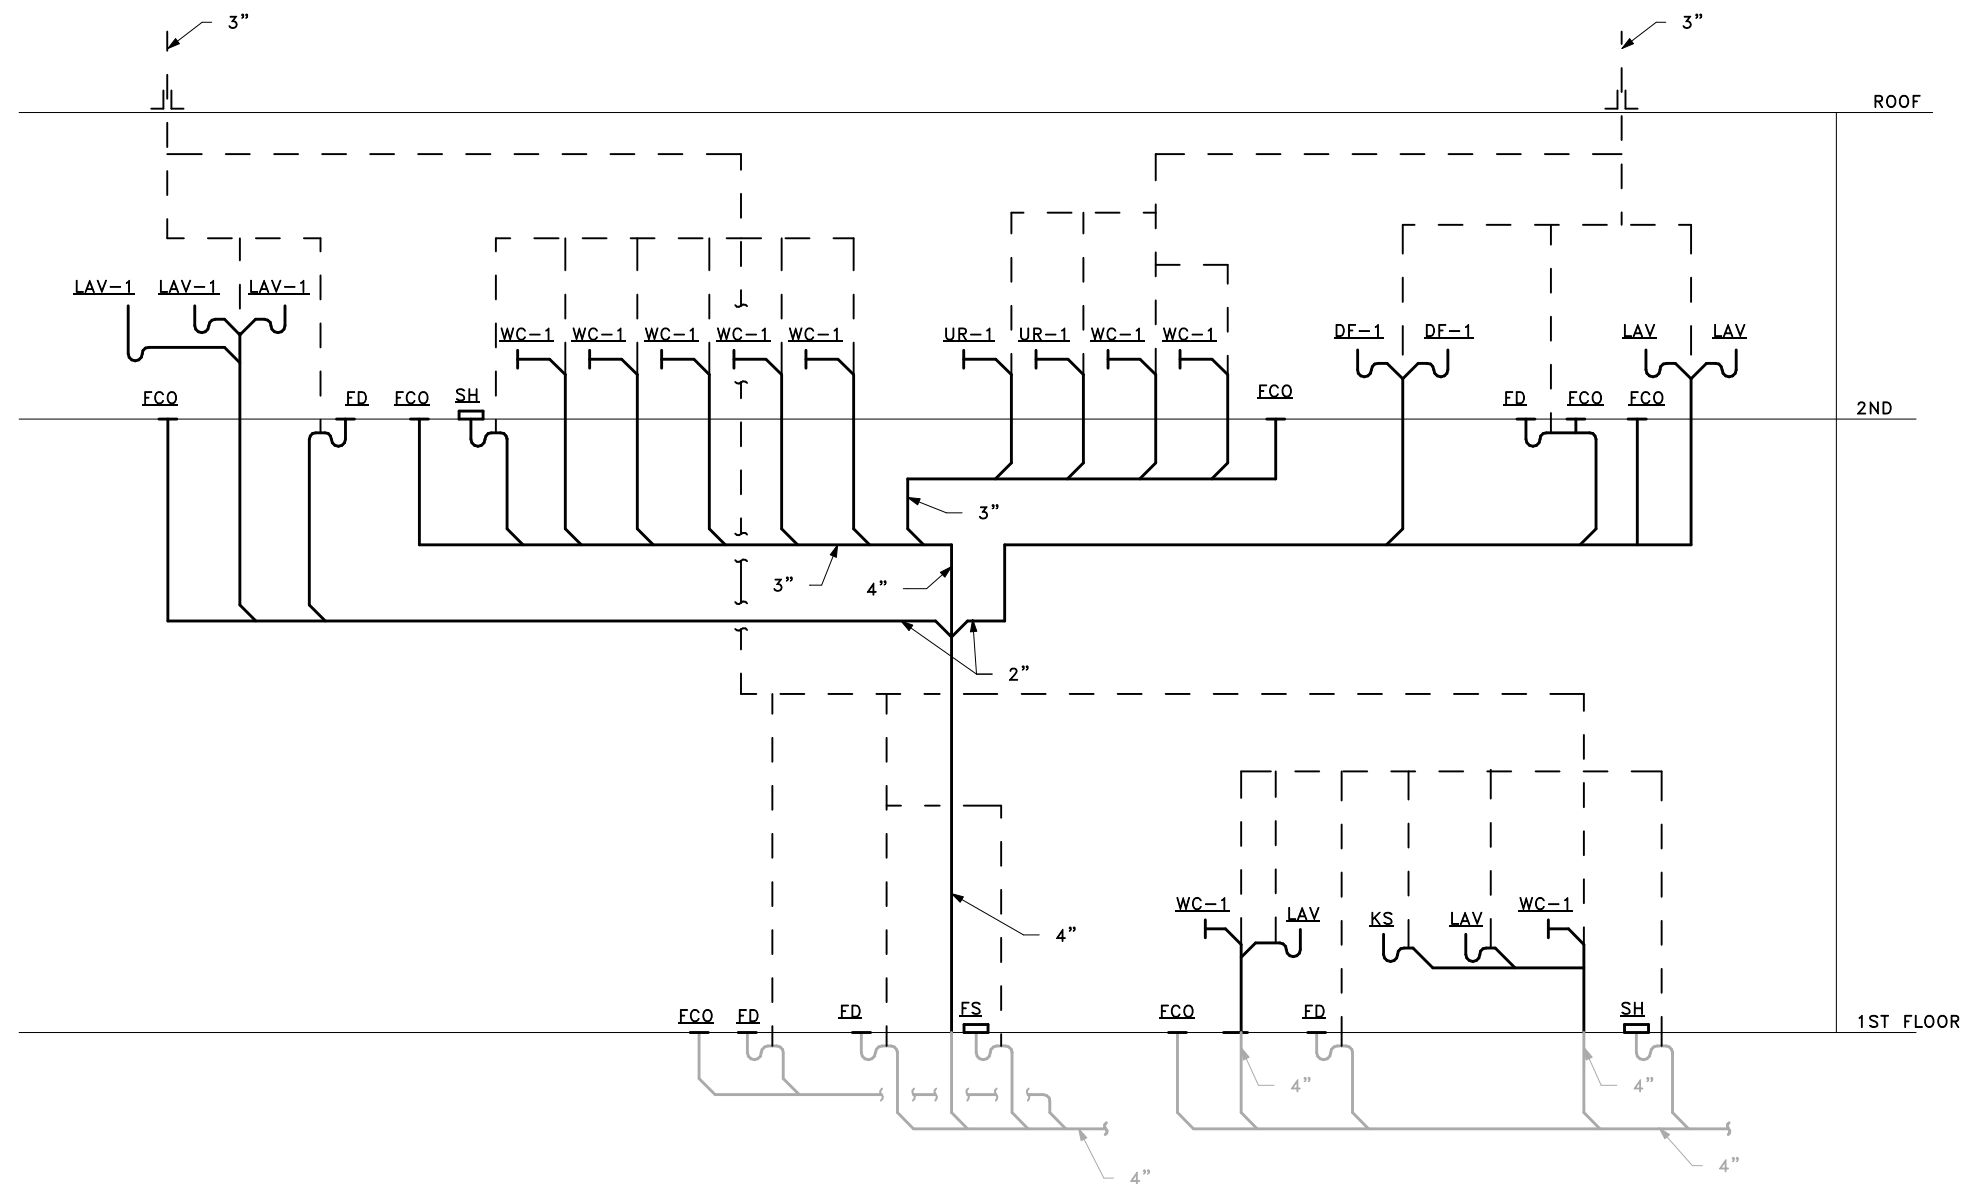 3" 3"
ROOF
LAV-1 LAV-1 LAV-1
WC-1 WC-1 WC-1 WC-1 WC-1 UR-1 UR-1 WC-1 WC-1 DF-1 DF-1 LAV LAV
FCO FD FCO SH FCO FD FCO FCO
2ND
3"
3" 4"
2"
WC-1 LAV KS LAV WC-1
4"
FCO FD FD FS FCO FD SH
1ST FLOOR
4" 4"
4" 4"